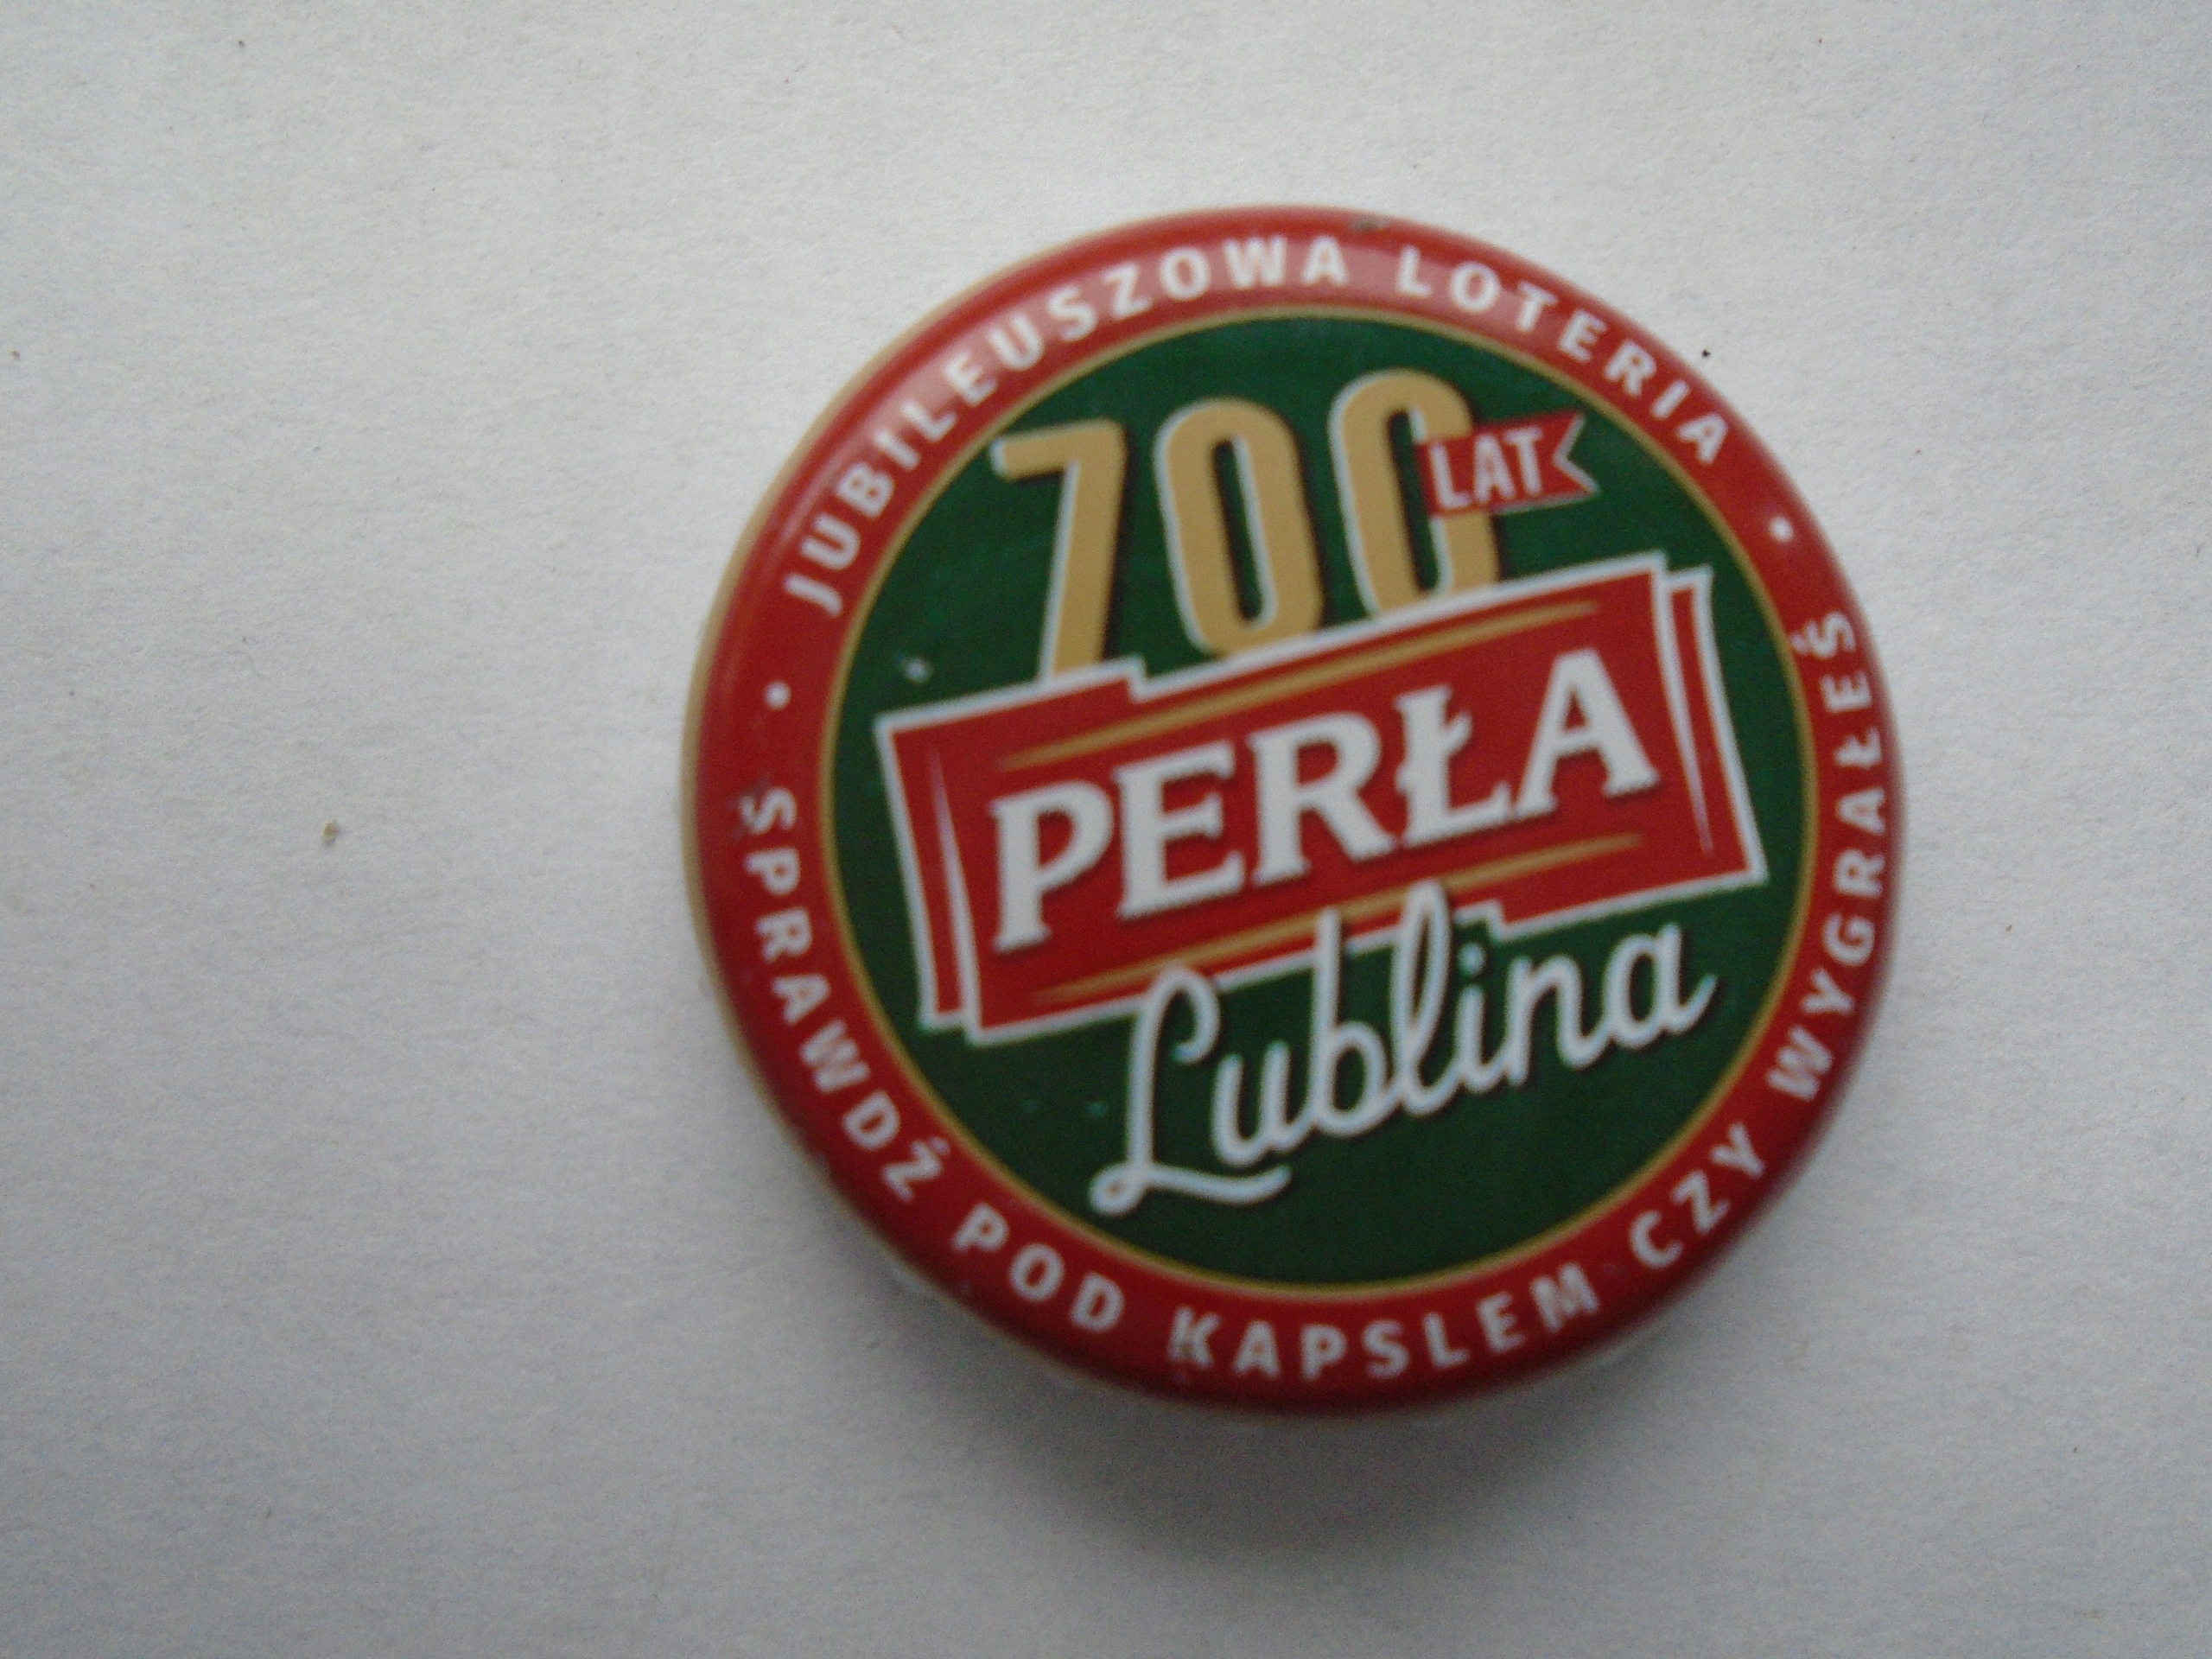 JUBILEUSZOWA LOTERIA
700
LAT
PERŁA
Lublina
• SPRAWDŹ POD KAPSLEM CZY WYGRAŁEŚ •